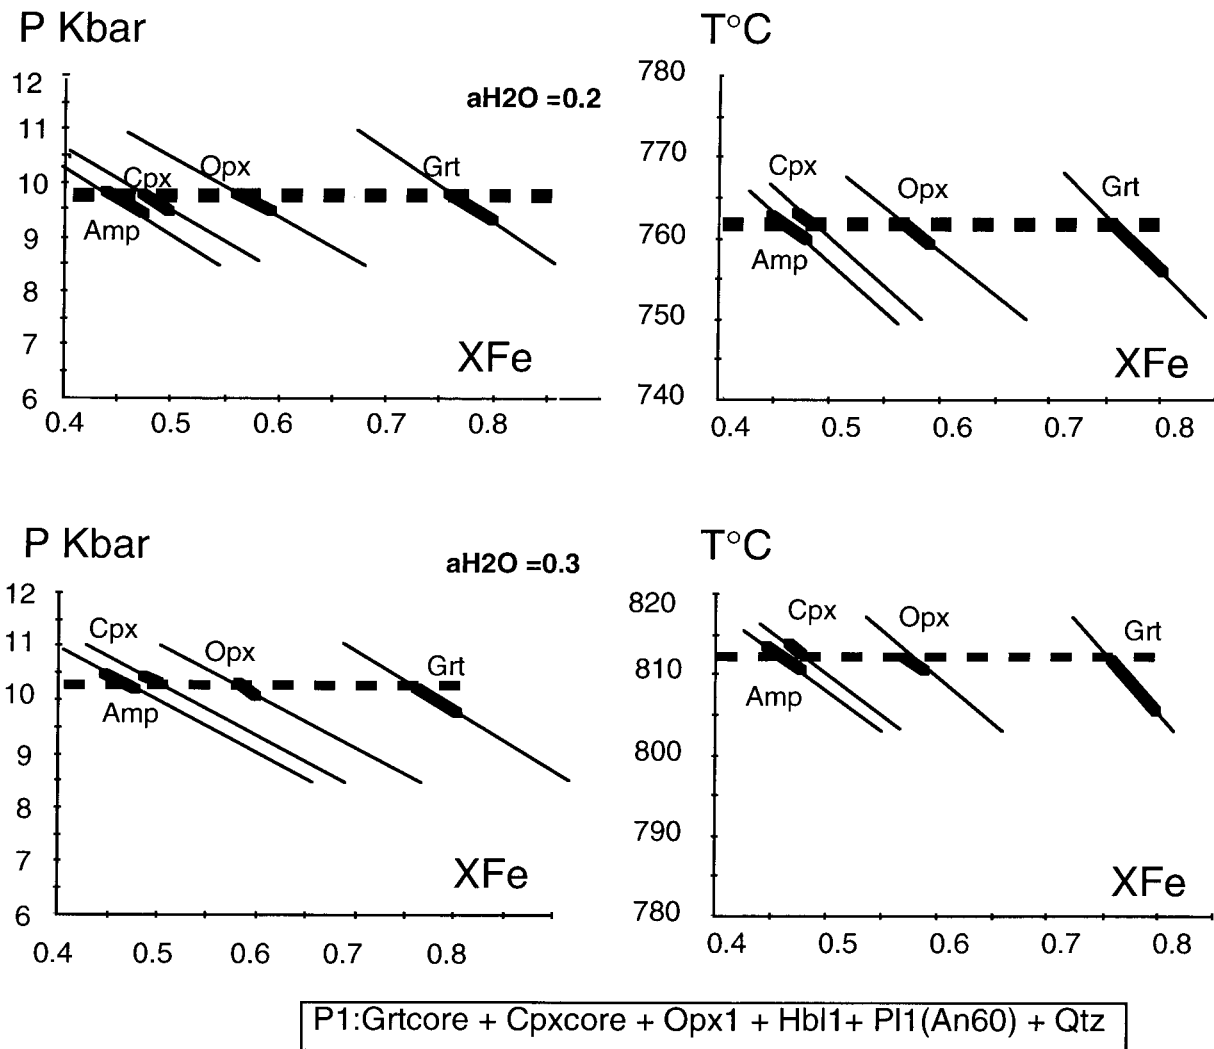 P Kbar
12
11
10
9
8
7
6
0.4 0.5 0.6 0.7 0.8
aH2O =0.2
Cpx
Opx
Grt
Amp
XFe
T°C
780
770
760
750
740
0.4 0.5 0.6 0.7 0.8
Cpx
Opx
Grt
Amp
XFe
P Kbar
12
11
10
9
8
7
6
0.4 0.5 0.6 0.7 0.8
aH2O =0.3
Cpx
Opx
Grt
Amp
XFe
T°C
820
810
800
790
780
0.4 0.5 0.6 0.7 0.8
Cpx
Opx
Grt
Amp
XFe
P1:Grtcore + Cpxcore + Opx1 + Hbl1+ Pl1(An60) + Qtz